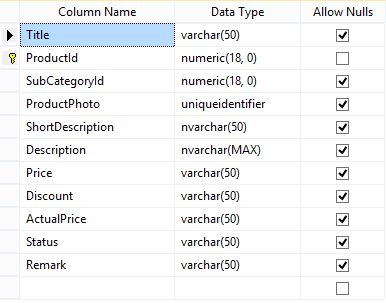 Column Name Data Type Allow Nulls
Title varchar(50)
ProductId numeric(18, 0)
SubCategoryId numeric(18, 0)
ProductPhoto uniqueidentifier
ShortDescription nvarchar(50)
Description nvarchar(MAX)
Price varchar(50)
Discount varchar(50)
ActualPrice varchar(50)
Status varchar(50)
Remark varchar(50)